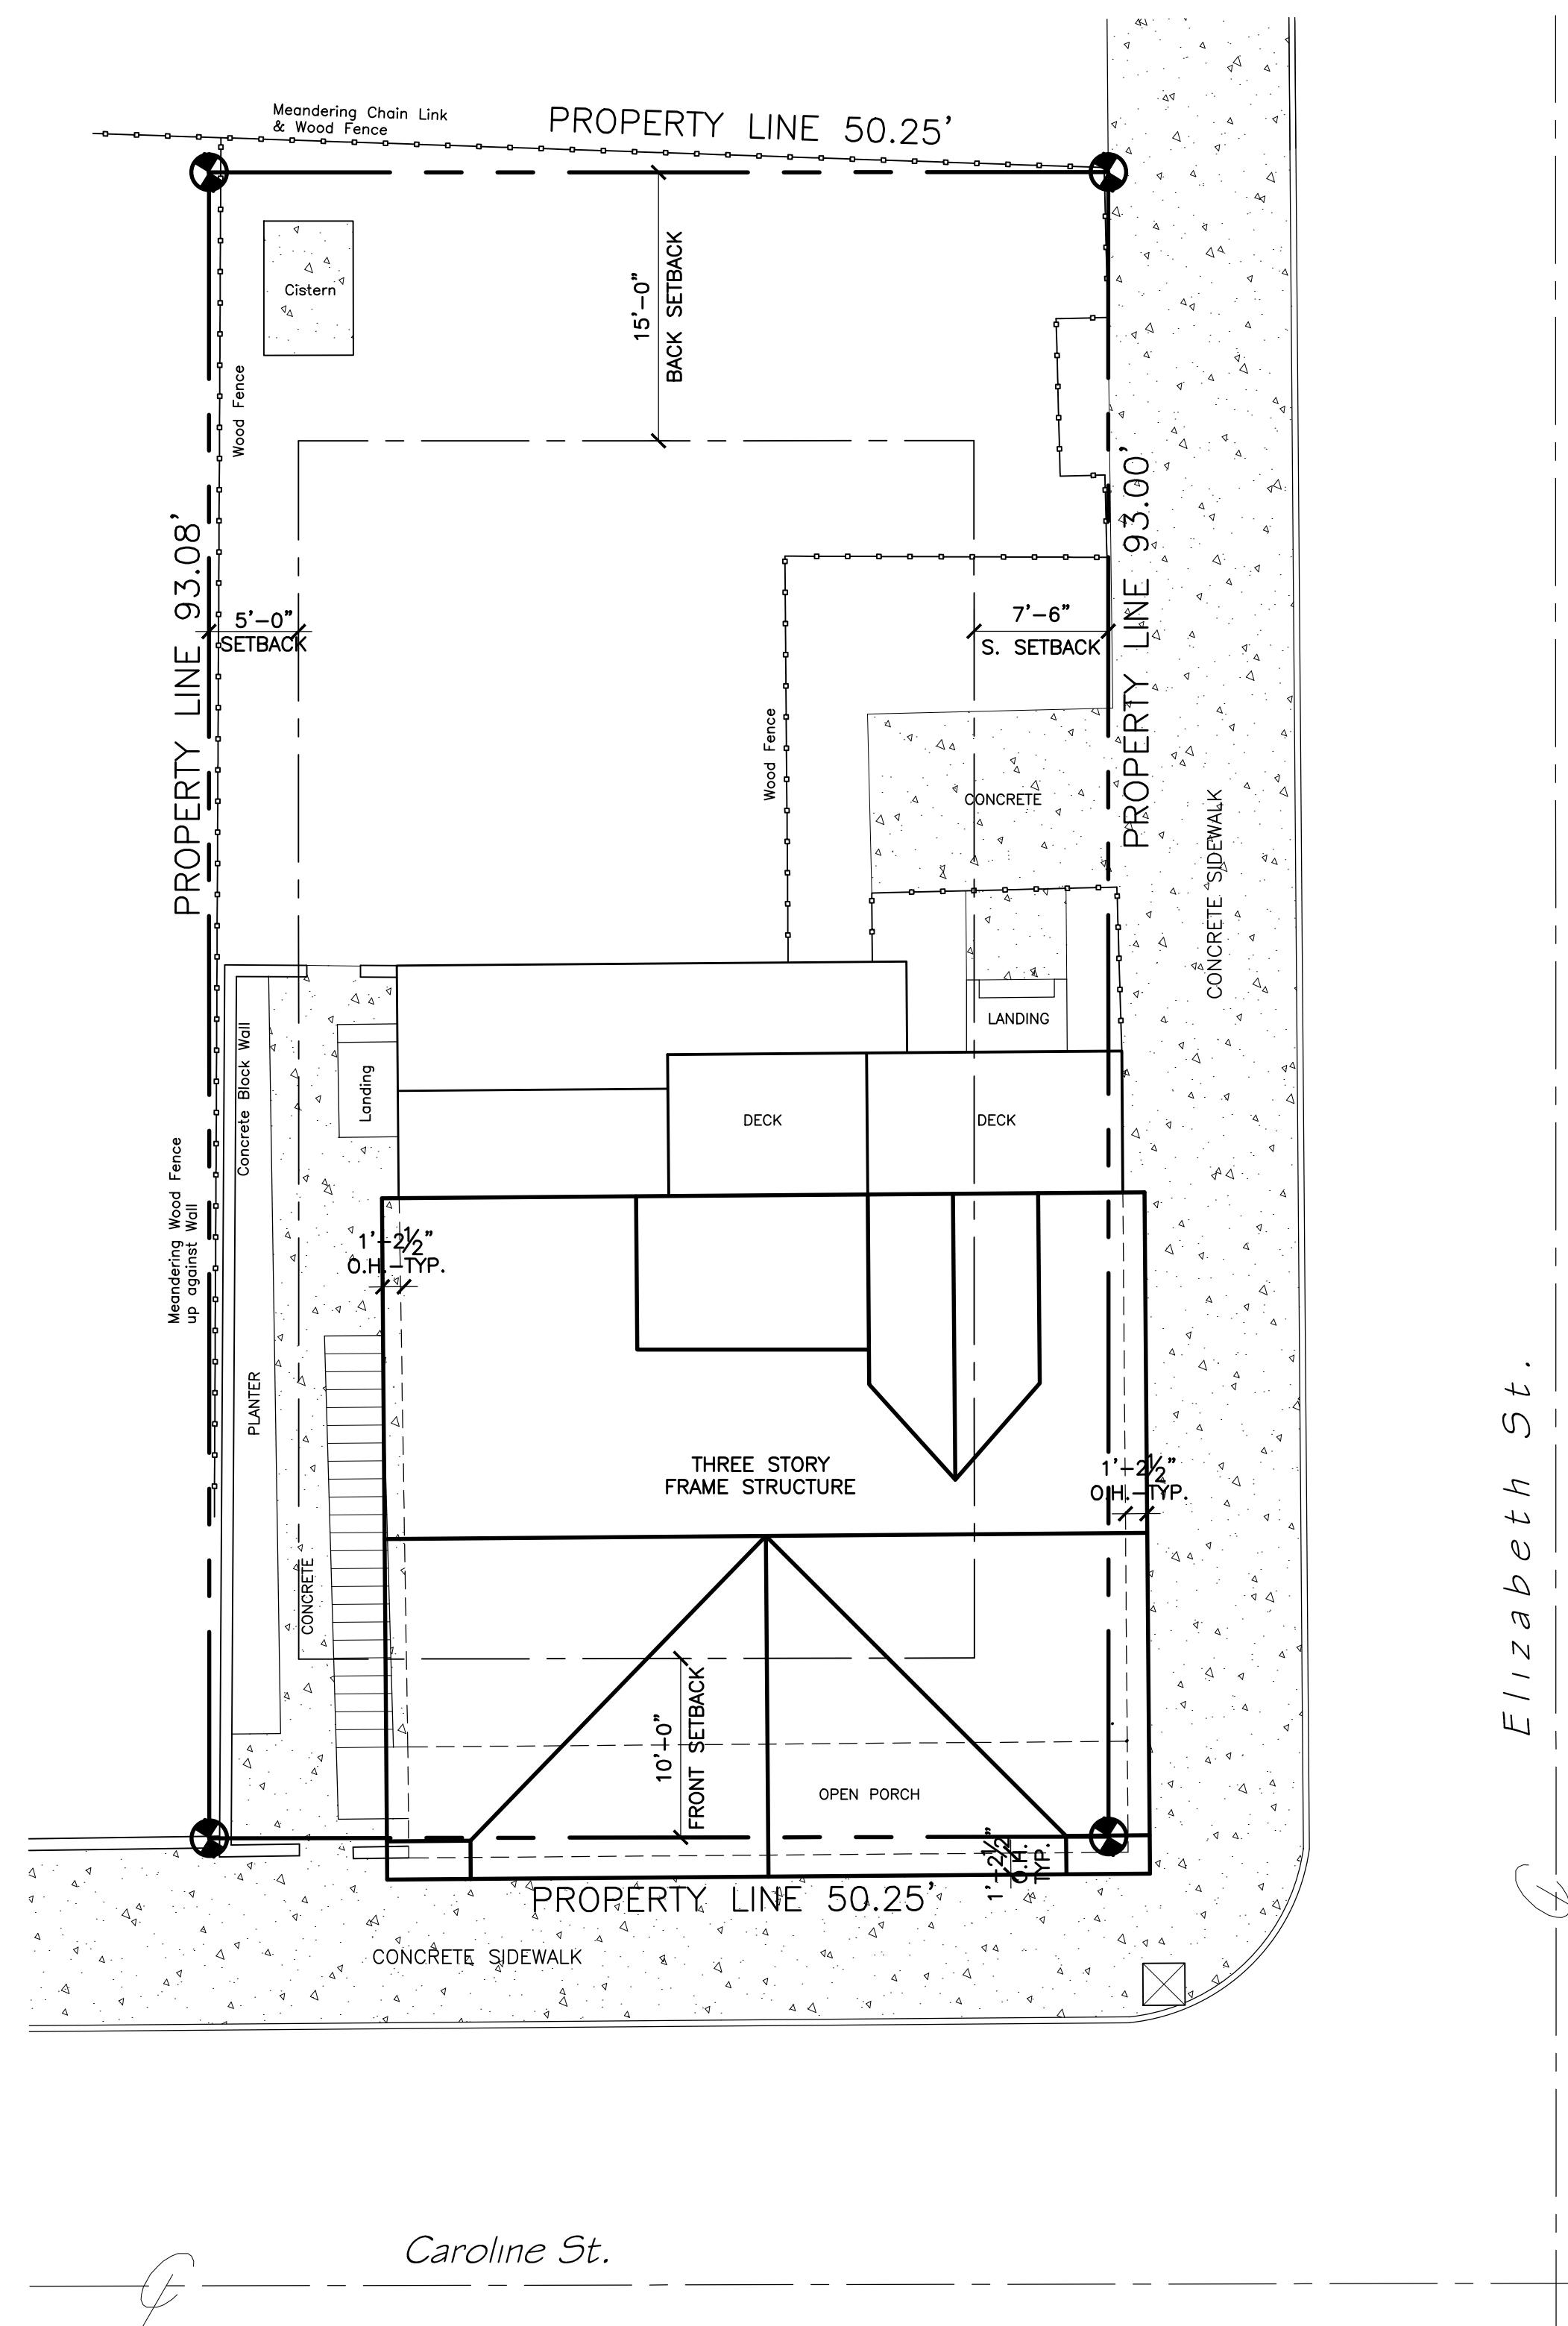 Meandering Chain Link
& Wood Fence
PROPERTY LINE 50.25'
Cistern
15'-0"
BACK SETBACK
Wood Fence
PROPERTY LINE 93.08'
PROPERTY LINE 93.00'
5'-0"
SETBACK
7'-6"
S. SETBACK
Wood Fence
CONCRETE
CONCRETE SIDEWALK
LANDING
Concrete Block Wall
Landing
DECK
DECK
Meandering Wood Fence
up against Wall
1'-2½"
O.H.-TYP.
PLANTER
THREE STORY
FRAME STRUCTURE
1'-2½"
O.H.-TYP.
Elizabeth St.
CONCRETE
10'-0"
FRONT SETBACK
OPEN PORCH
1'-2½"
O.H.
TYP.
PROPERTY LINE 50.25'
CONCRETE SIDEWALK
Caroline St.